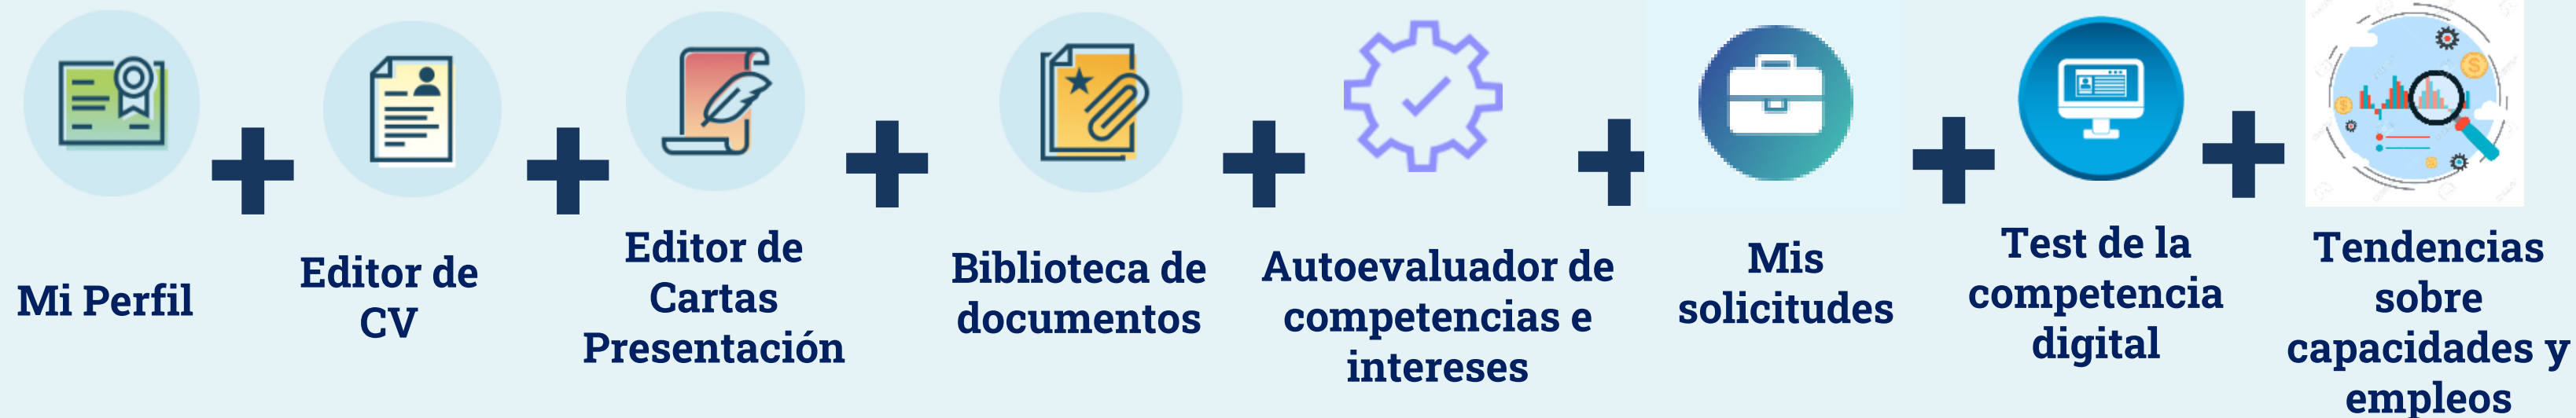 Mi Perfil
Editor de
CV
Editor de
Cartas
Presentación
Biblioteca de
documentos
Autoevaluador de
competencias e
intereses
Mis
solicitudes
Test de la
competencia
digital
Tendencias
sobre
capacidades y
empleos